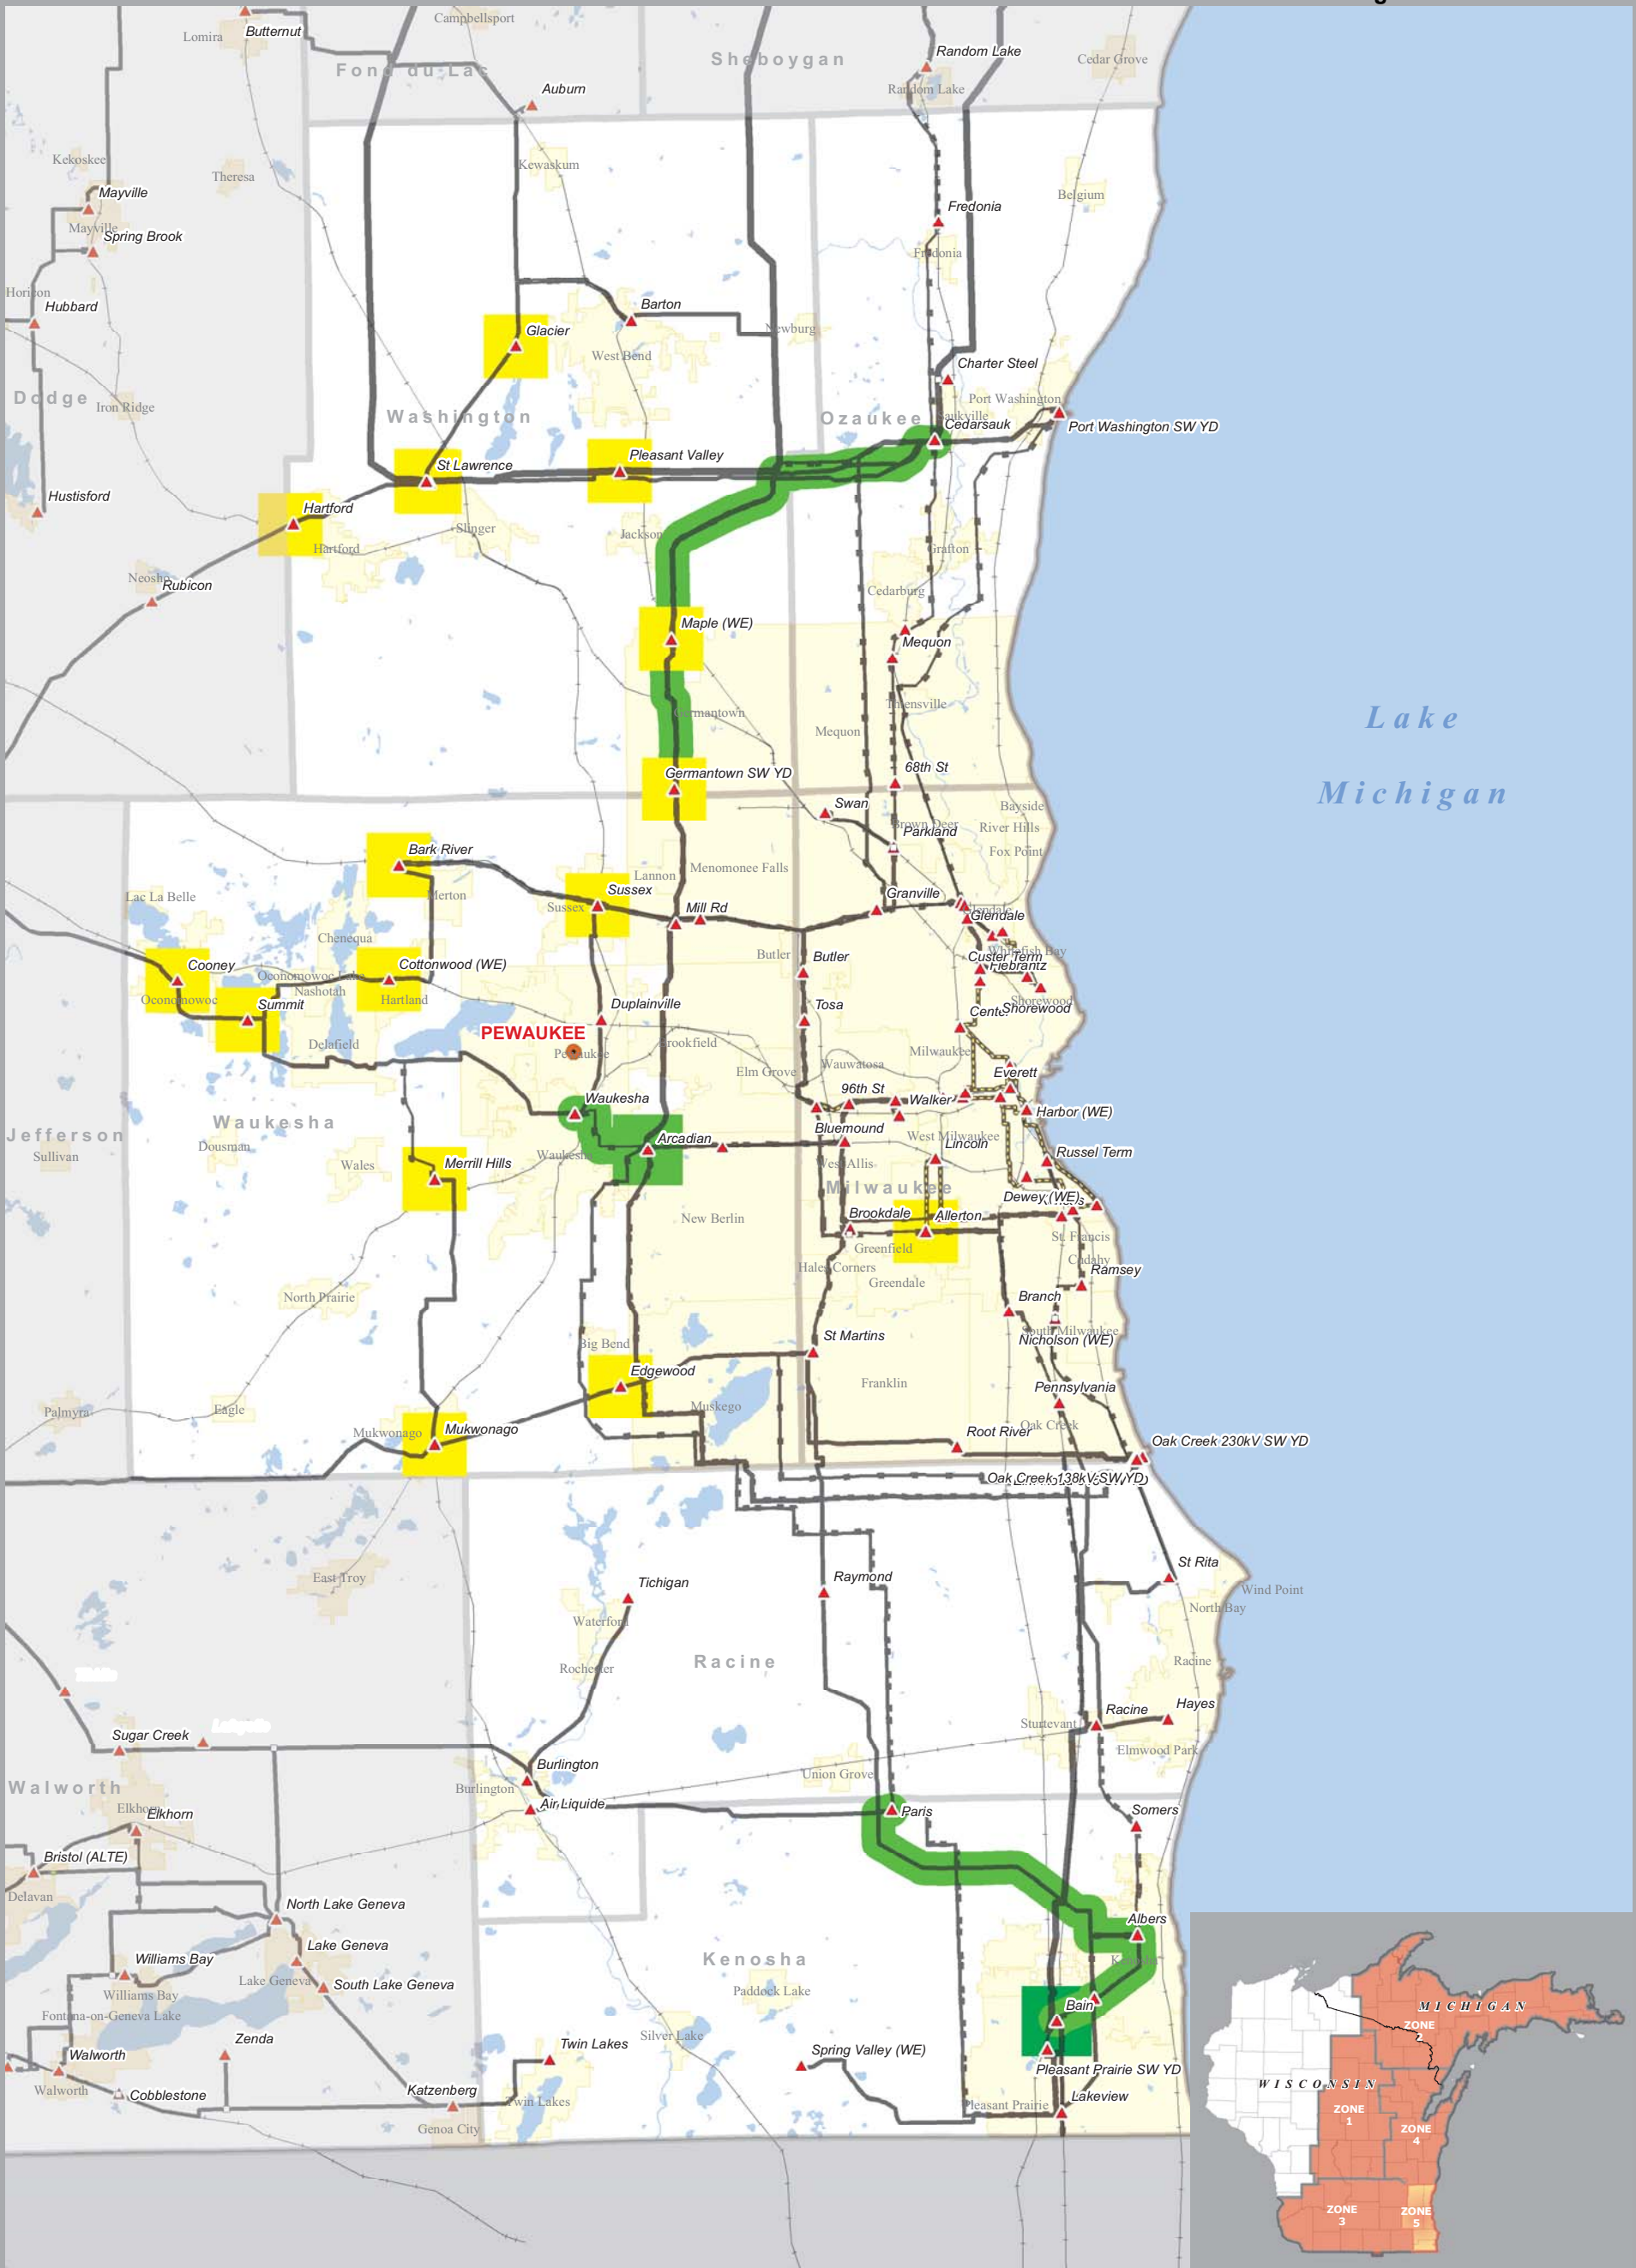 Campbellsport
Lomira
Butternut
Fond du Lac
Sheboygan
Random Lake
Cedar Grove
Auburn
Random Lake
Kekoskee
Theresa
Kewaskum
Mayville
Belgium
Mayville
Spring Brook
Fredonia
Fredonia
Horicon
Hubbard
Barton
Glacier
Newburg
West Bend
Charter Steel
Dodge
Iron Ridge
Port Washington
Washington
Ozaukee
Saukville
Cedarsauk
Port Washington SW YD
Pleasant Valley
St Lawrence
Hustisford
Hartford
Slinger
Jackson
Hartford
Grafton
Neosho
Rubicon
Cedarburg
Maple (WE)
Mequon
Thiensville
Germantown
Lake
Mequon
Germantown SW YD
68th St
Michigan
Swan
Bayside
Brown Deer
Parkland
River Hills
Bark River
Fox Point
Menomonee Falls
Lannon
Lac La Belle
Merton
Sussex
Granville
Sussex
Mill Rd
Glendale
Glendale
Chenequa
Whitefish Bay
Butler
Butler
Custer Term
Fiebrantz
Cooney
Cottonwood (WE)
Oconomowoc Lake
Nashotah
Oconomowoc
Hartland
Summit
Duplainville
Tosa
Shorewood
Center
Shorewood
PEWAUKEE
Delafield
Pewaukee
Brookfield
Milwaukee
Wauwatosa
Elm Grove
Everett
96th St
Waukesha
Walker
Harbor (WE)
Waukesha
Bluemound
Jefferson
Arcadian
West Milwaukee
Lincoln
Sullivan
Dousman
Waukesha
Russel Term
Wales
Merrill Hills
West Allis
Milwaukee
Dewey (WE)
Brookdale
Allerton
New Berlin
St. Francis
Greenfield
Cudahy
Hales Corners
Ramsey
Greendale
North Prairie
Branch
South Milwaukee
St Martins
Nicholson (WE)
Big Bend
Edgewood
Franklin
Pennsylvania
Palmyra
Eagle
Muskego
Mukwonago
Mukwonago
Oak Creek
Root River
Oak Creek 230kV SW YD
Oak Creek 138kV SW YD
St Rita
East Troy
Tichigan
Raymond
Wind Point
North Bay
Waterford
Racine
Rochester
Racine
Hayes
Racine
Sturtevant
Sugar Creek
Lafayette
Elmwood Park
Burlington
Union Grove
Walworth
Burlington
Air Liquide
Paris
Somers
Elkhorn
Elkhorn
Bristol (ALTE)
Delavan
North Lake Geneva
Albers
Lake Geneva
Kenosha
Kenosha
Williams Bay
Lake Geneva
South Lake Geneva
Paddock Lake
Williams Bay
Bain
MICHIGAN
Fontana-on-Geneva Lake
ZONE
2
Silver Lake
Zenda
Twin Lakes
Spring Valley (WE)
Walworth
Pleasant Prairie SW YD
WISCONSIN
Walworth
Cobblestone
Katzenberg
Lakeview
Twin Lakes
Pleasant Prairie
ZONE
1
Genoa City
ZONE
4
ZONE
3
ZONE
5